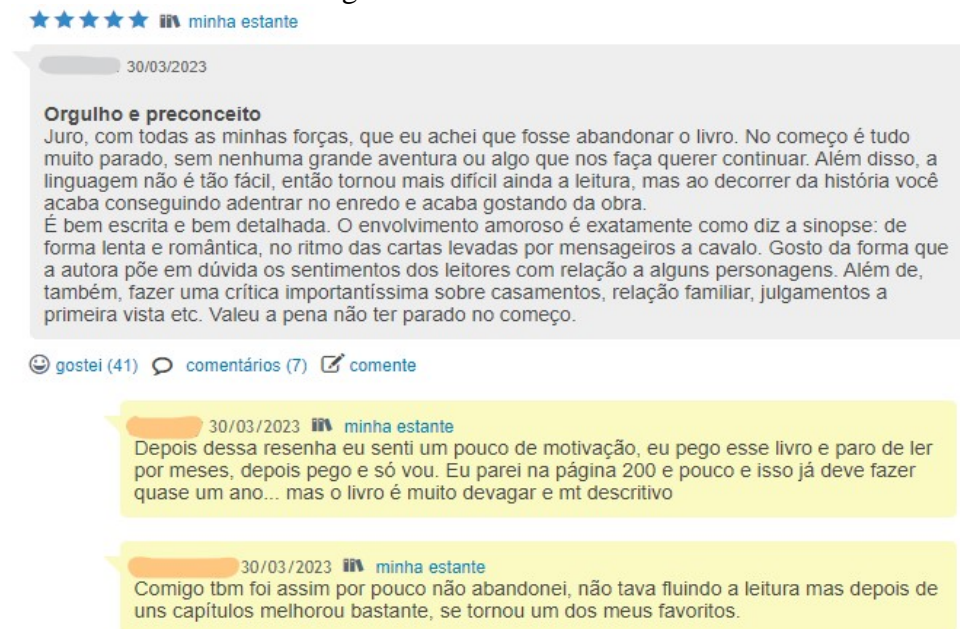 minha estante
30/03/2023
Orgulho e preconceito
Juro, com todas as minhas forças, que eu achei que fosse abandonar o livro. No começo é tudo
muito parado, sem nenhuma grande aventura ou algo que nos faça querer continuar. Além disso, a
linguagem não é tão fácil, então tornou mais difícil ainda a leitura, mas ao decorrer da história você
acaba conseguindo adentrar no enredo e acaba gostando da obra.
É bem escrita e bem detalhada. O envolvimento amoroso é exatamente como diz a sinopse: de
forma lenta e romântica, no ritmo das cartas levadas por mensageiros a cavalo. Gosto da forma que
a autora põe em dúvida os sentimentos dos leitores com relação a alguns personagens. Além de,
também, fazer uma crítica importantíssima sobre casamentos, relação familiar, julgamentos a
primeira vista etc. Valeu a pena não ter parado no começo.
gostei (41) comentários (7) comente
30/03/2023 minha estante
Depois dessa resenha eu senti um pouco de motivação, eu pego esse livro e paro de ler
por meses, depois pego e só vou. Eu parei na página 200 e pouco e isso já deve fazer
quase um ano... mas o livro é muito devagar e mt descritivo
30/03/2023 minha estante
Comigo tbm foi assim por pouco não abandonei, não tava fluindo a leitura mas depois de
uns capítulos melhorou bastante, se tornou um dos meus favoritos.